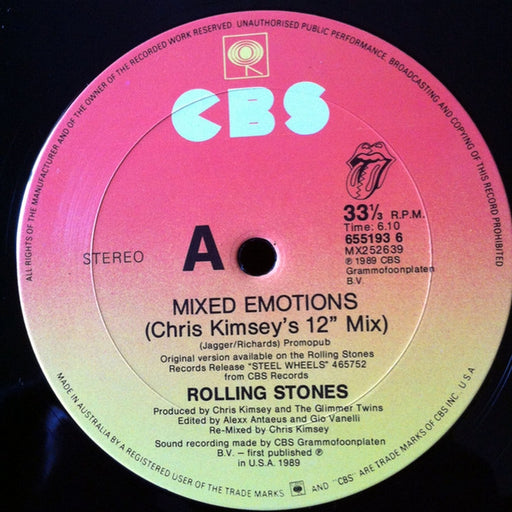 ALL RIGHTS OF THE MANUFACTURER AND OF THE OWNER OF THE RECORDED WORK RESERVED. UNAUTHORISED PUBLIC PERFORMANCE, BROADCASTING AND COPYING OF THIS RECORD PROHIBITED
CBS
33⅓ R.P.M.
Time: 6.10
655193 6
MX252639
℗ 1989 CBS
Grammofoonplaten
B.V.
STEREO
A
MIXED EMOTIONS
(Chris Kimsey's 12" Mix)
(Jagger/Richards) Promopub
Original version available on the Rolling Stones
Records Release "STEEL WHEELS" 465752
from CBS Records
ROLLING STONES
Produced by Chris Kimsey and The Glimmer Twins
Edited by Alexx Antaeus and Gio Vanelli
Re-Mixed by Chris Kimsey
Sound recording made by CBS Grammofoonplaten
B.V. – first published ℗
in U.S.A. 1989
MADE IN AUSTRALIA BY A REGISTERED USER OF THE TRADE MARKS AND "CBS" ARE TRADE MARKS OF CBS INC. USA